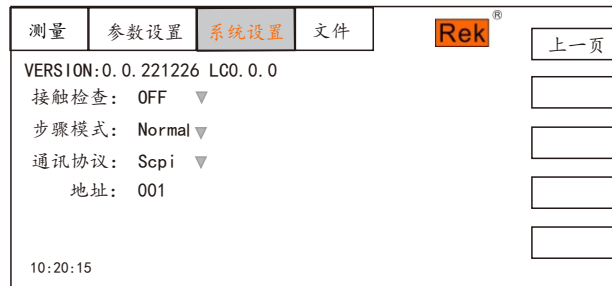 测量 参数设置 系统设置 文件 Rek®
上一页
VERSION:0.0.221226 LC0.0.0
接触检查: OFF
步骤模式: Normal
通讯协议: Scpi
地址: 001
10:20:15